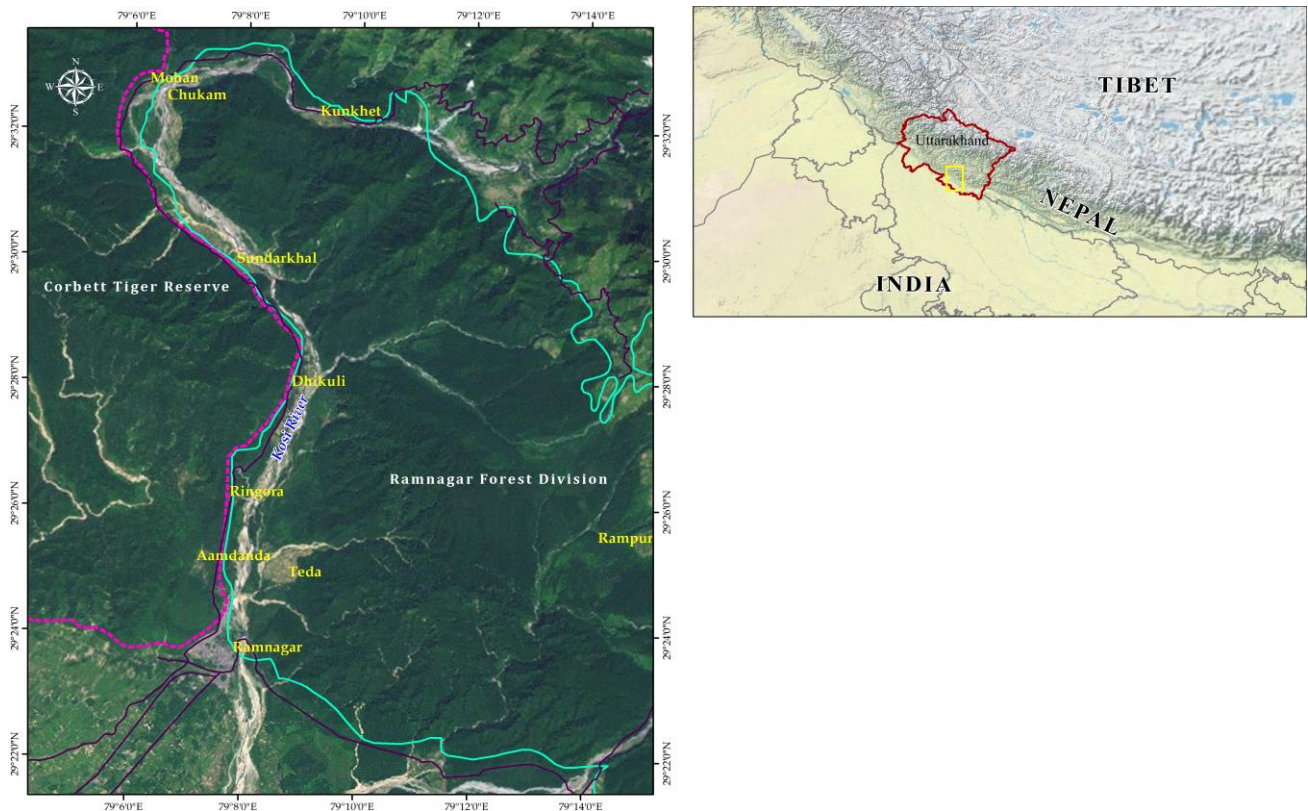 79°6'0"E
79°8'0"E
79°10'0"E
79°12'0"E
79°14'0"E
N
W E
S
Mohan
Chukam
Kunkhet
Sundarkhal
Corbett Tiger Reserve
Dhikuli
Kosi River
Ramnagar Forest Division
Ringora
Rampur
Aamdanda
Teda
Ramnagar
29°32'0"N
29°30'0"N
29°28'0"N
29°26'0"N
29°24'0"N
29°22'0"N
29°32'0"N
29°30'0"N
29°28'0"N
29°26'0"N
29°24'0"N
29°22'0"N
79°6'0"E
79°8'0"E
79°10'0"E
79°12'0"E
79°14'0"E
TIBET
Uttarakhand
NEPAL
INDIA